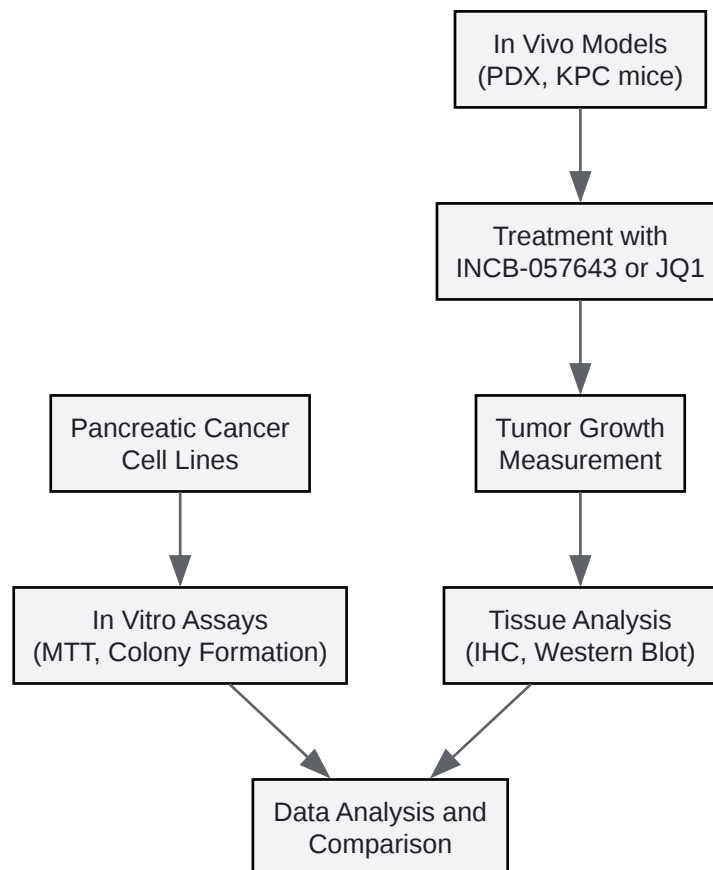 In Vivo Models
(PDX, KPC mice)
Treatment with
INCB-057643 or JQ1
Pancreatic Cancer
Cell Lines
Tumor Growth
Measurement
In Vitro Assays
(MTT, Colony Formation)
Tissue Analysis
(IHC, Western Blot)
Data Analysis and
Comparison